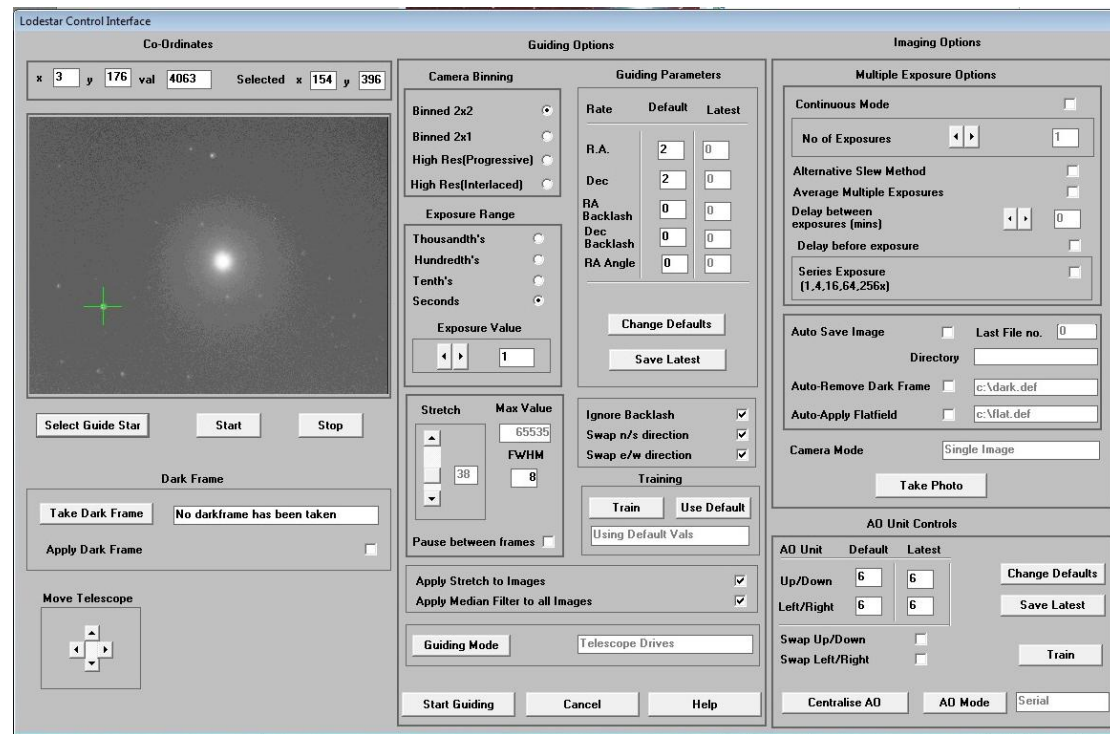 Lodestar Control Interface
Co-Ordinates
x 3 y 176 val 4063 Selected x 154 y 396
Select Guide Star Start Stop
Dark Frame
Take Dark Frame No darkframe has been taken
Apply Dark Frame
Move Telescope
Guiding Options
Camera Binning
Binned 2x2
Binned 2x1
High Res(Progressive)
High Res(Interlaced)
Exposure Range
Thousandth's
Hundredth's
Tenth's
Seconds
Exposure Value
1
Stretch Max Value
65535
FWHM
38 8
Pause between frames
Guiding Parameters
Rate Default Latest
R.A. 2 0
Dec 2 0
RA
Backlash 0 0
Dec
Backlash 0 0
RA Angle 0 0
Change Defaults
Save Latest
Ignore Backlash
Swap n/s direction
Swap e/w direction
Training
Train Use Default
Using Default Vals
Apply Stretch to Images
Apply Median Filter to all Images
Guiding Mode Telescope Drives
Start Guiding Cancel Help
Imaging Options
Multiple Exposure Options
Continuous Mode
No of Exposures 1
Alternative Slew Method
Average Multiple Exposures
Delay between
exposures (mins) 0
Delay before exposure
Series Exposure
(1,4,16,64,256x)
Auto Save Image Last File no. 0
Directory
Auto-Remove Dark Frame c:\dark.def
Auto-Apply Flatfield c:\flat.def
Camera Mode Single Image
Take Photo
AO Unit Controls
AO Unit Default Latest
Up/Down 6 6 Change Defaults
Left/Right 6 6 Save Latest
Swap Up/Down
Swap Left/Right Train
Centralise AO AO Mode Serial